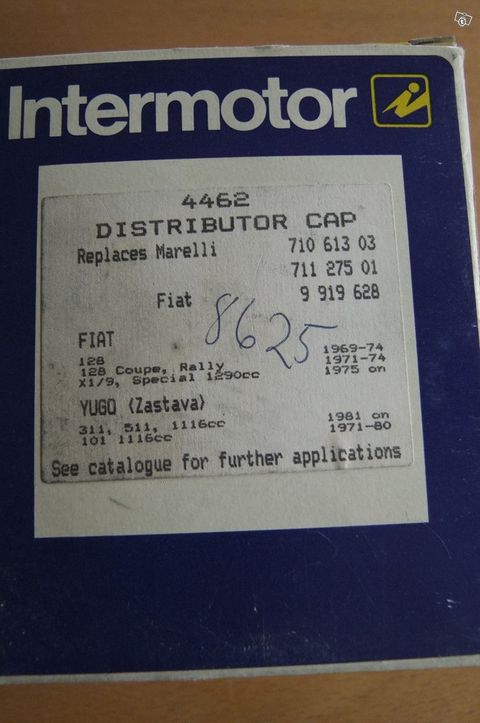 Intermotor
4462
DISTRIBUTOR CAP
Replaces Marelli 710 613 03
711 275 01
Fiat 9 919 628
8625
FIAT
128 1969-74
128 Coupe, Rally 1971-74
X1/9, Special 1290cc 1975 on
YUGO (Zastava)
311, 511, 1116cc 1981 on
101 1116cc 1971-80
See catalogue for further applications